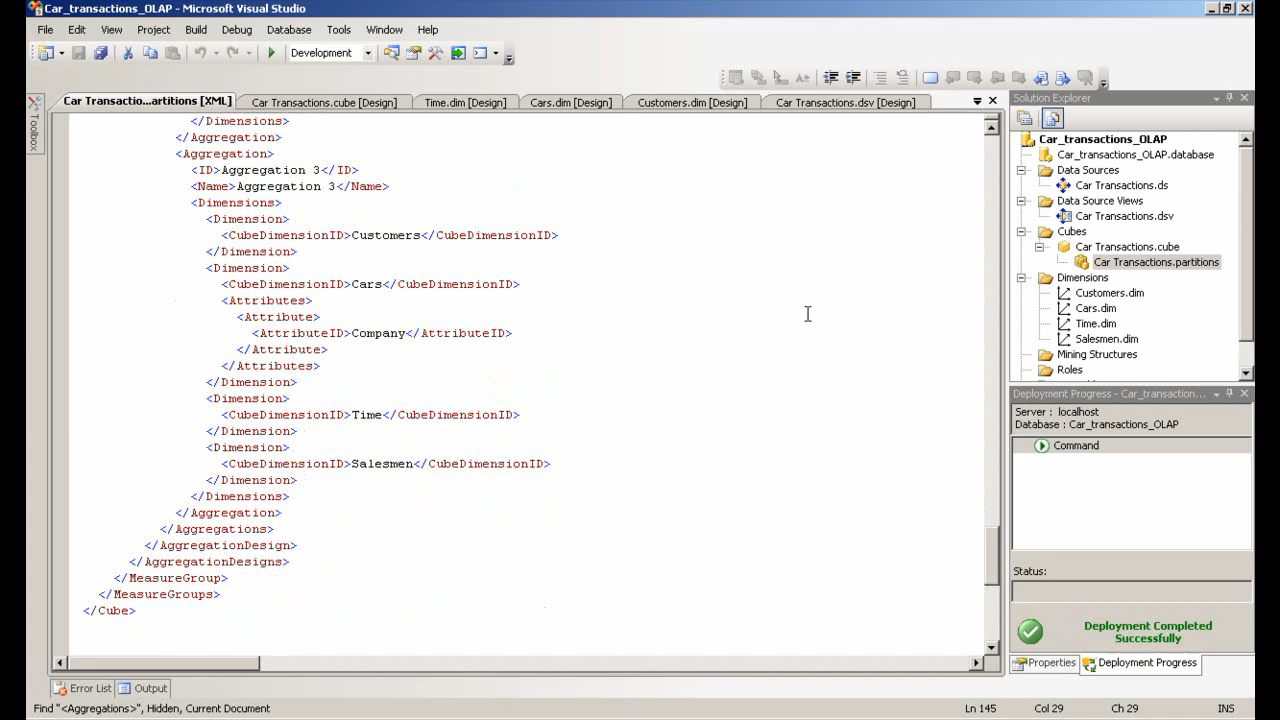 Car_transactions_OLAP - Microsoft Visual Studio
File Edit View Project Build Debug Database Tools Window Help
Development
Car Transactio...artitions [XML] Car Transactions.cube [Design] Time.dim [Design] Cars.dim [Design] Customers.dim [Design] Car Transactions.dsv [Design]
Toolbox
</Dimensions>
</Aggregation>
<Aggregation>
<ID>Aggregation 3</ID>
<Name>Aggregation 3</Name>
<Dimensions>
<Dimension>
<CubeDimensionID>Customers</CubeDimensionID>
</Dimension>
<Dimension>
<CubeDimensionID>Cars</CubeDimensionID>
<Attributes>
<Attribute>
<AttributeID>Company</AttributeID>
</Attribute>
</Attributes>
</Dimension>
<Dimension>
<CubeDimensionID>Time</CubeDimensionID>
</Dimension>
<Dimension>
<CubeDimensionID>Salesmen</CubeDimensionID>
</Dimension>
</Dimensions>
</Aggregation>
</Aggregations>
</AggregationDesign>
</AggregationDesigns>
</MeasureGroup>
</MeasureGroups>
</Cube>
Solution Explorer
Car_transactions_OLAP
Car_transactions_OLAP.database
Data Sources
Car Transactions.ds
Data Source Views
Car Transactions.dsv
Cubes
Car Transactions.cube
Car Transactions.partitions
Dimensions
Customers.dim
Cars.dim
Time.dim
Salesmen.dim
Mining Structures
Roles
Deployment Progress - Car_transaction...
Server : localhost
Database : Car_transactions_OLAP
Command
Status:
Deployment Completed
Successfully
Properties Deployment Progress
Error List Output
Find "<Aggregations>", Hidden, Current Document Ln 145 Col 29 Ch 29 INS